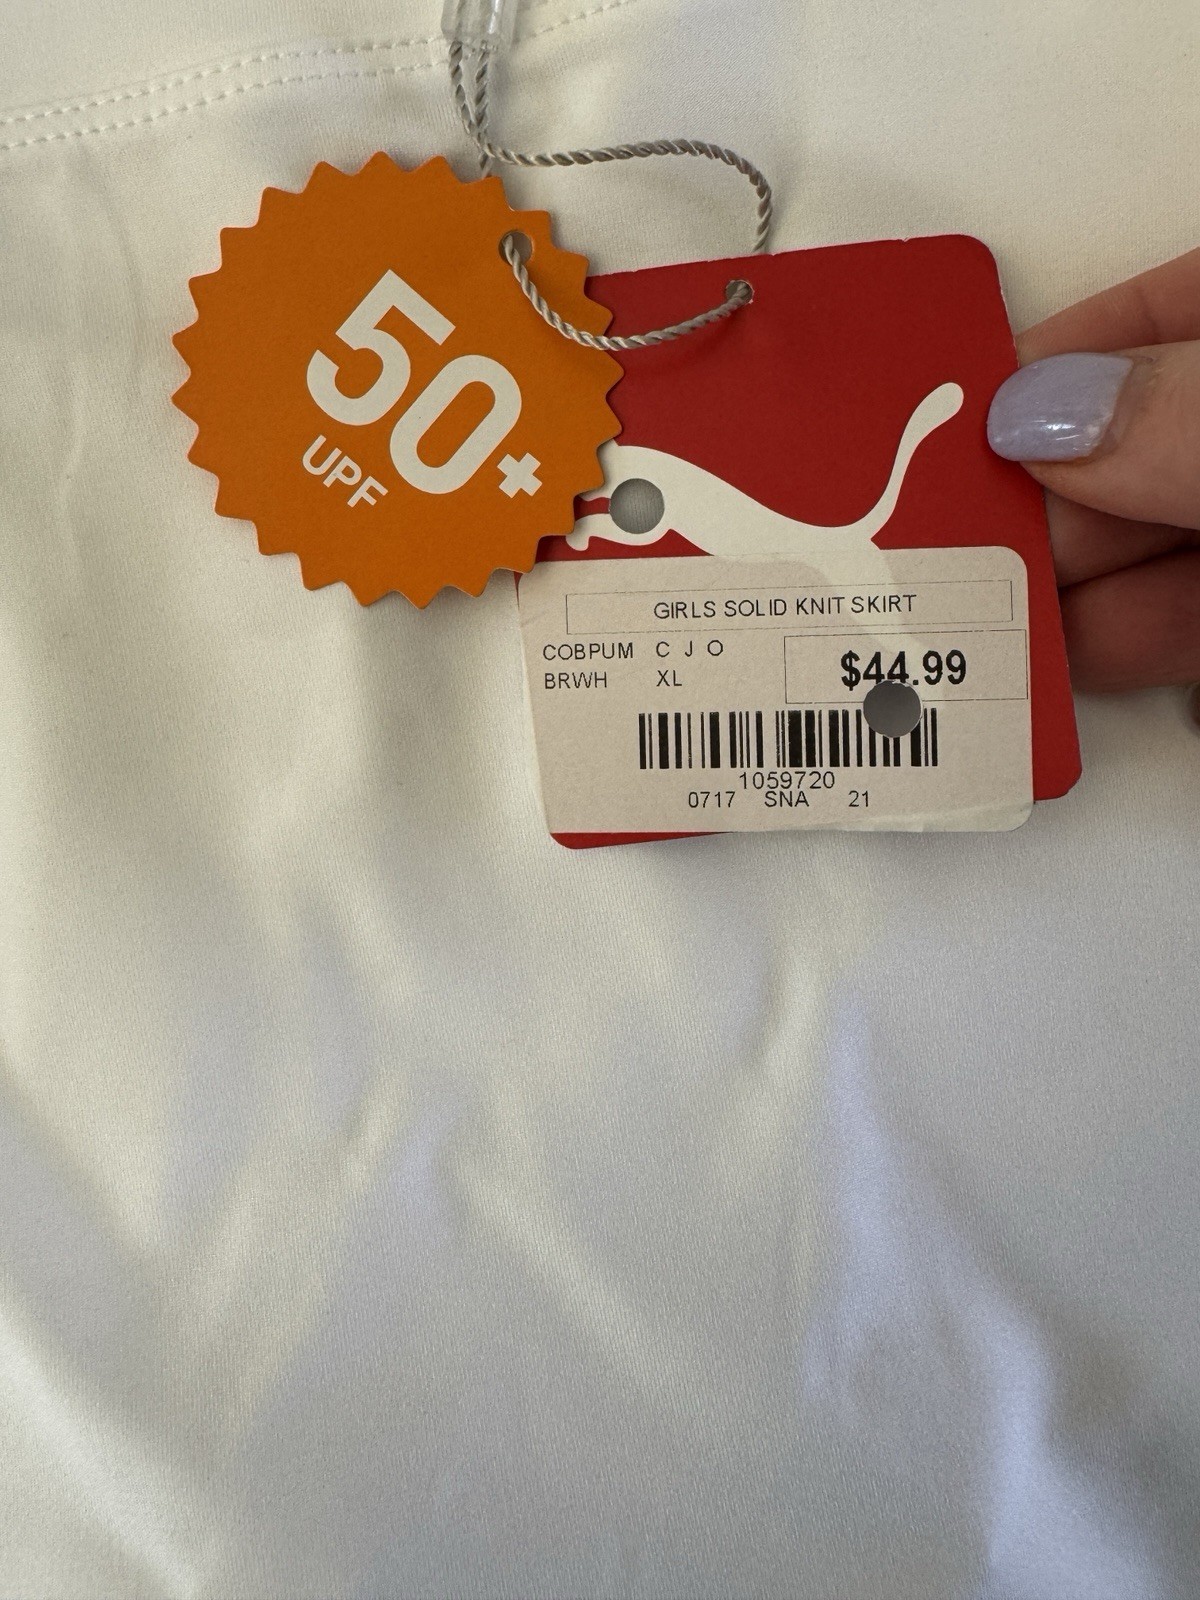 50+
UPF
GIRLS SOLID KNIT SKIRT
COBPUM C J O
BRWH XL
$44.99
1059720
0717 SNA 21